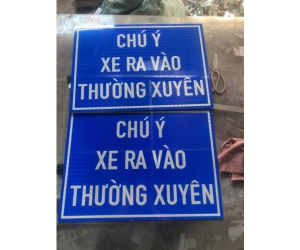 CHÚ Ý
XE RA VÀO
THƯỜNG XUYÊN
CHÚ Ý
XE RA VÀO
THƯỜNG XUYÊN